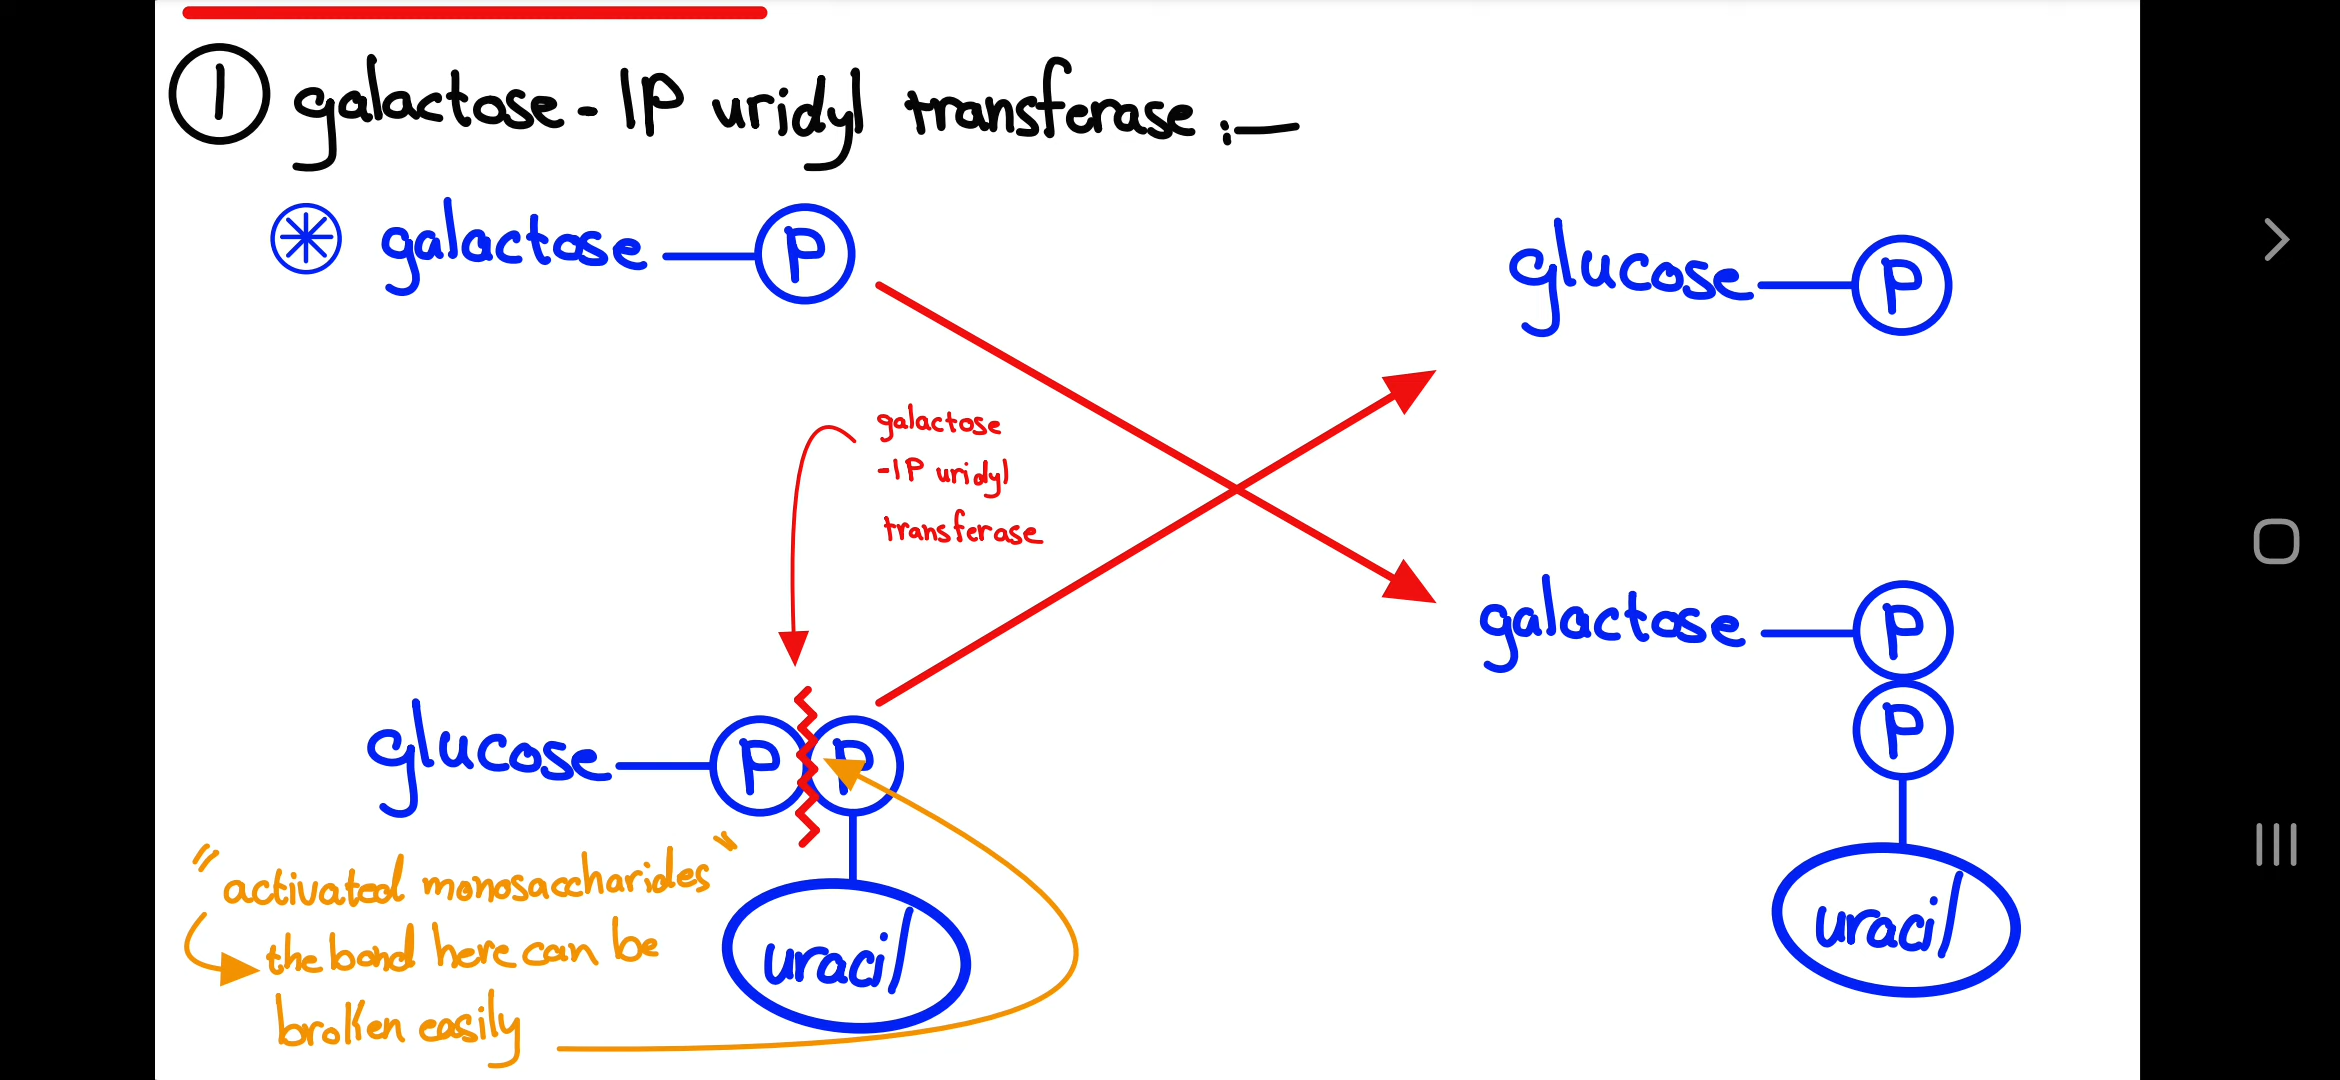 1 galactose - 1P uridyl transferase :—
galactose — P
glucose — P
galactose
-1P uridyl
transferase
galactose — P
P
glucose — P P
uracil
uracil
"activated monosaccharides"
the bond here can be
broken easily